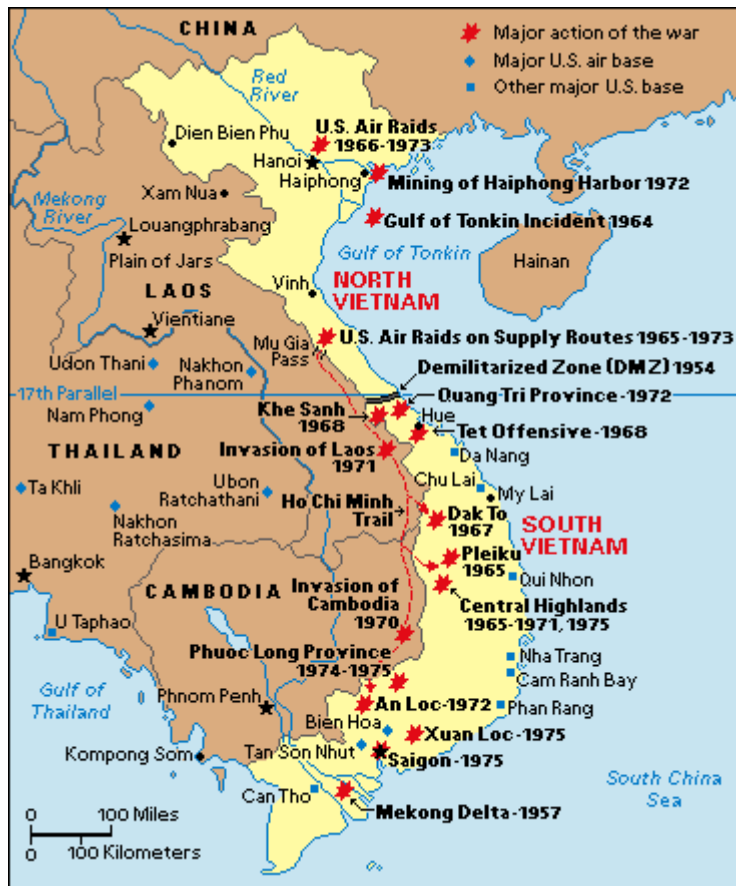 CHINA
Major action of the war
Major U.S. air base
Other major U.S. base
Red
River
Dien Bien Phu
U.S. Air Raids
1966-1973
Hanoi
Haiphong
Mining of Haiphong Harbor 1972
Xam Nua
Mekong
River
Louangphrabang
Gulf of Tonkin Incident 1964
Plain of Jars
Gulf of Tonkin
Hainan
LAOS
Vinh
NORTH
VIETNAM
Vientiane
Mu Gia
Pass
U.S. Air Raids on Supply Routes 1965-1973
Udon Thani
Nakhon
Phanom
Demilitarized Zone (DMZ) 1954
17th Parallel
Quang Tri Province-1972
Nam Phong
Khe Sanh
1968
Hue
Tet Offensive-1968
THAILAND
Invasion of Laos
1971
Da Nang
Ta Khli
Ubon
Ratchathani
Chu Lai
My Lai
Nakhon
Ratchasima
Ho Chi Minh
Trail
Dak To
1967
SOUTH
VIETNAM
Bangkok
Pleiku
1965
CAMBODIA
Invasion of
Cambodia
1970
Qui Nhon
Central Highlands
1965-1971, 1975
U Taphao
Phuoc Long Province
1974-1975
Nha Trang
Cam Ranh Bay
Gulf of
Thailand
Phnom Penh
An Loc-1972
Phan Rang
Bien Hoa
Xuan Loc-1975
Kompong Som
Tan Son Nhut
Saigon-1975
South China
Sea
Can Tho
Mekong Delta-1957
0 100 Miles
0 100 Kilometers